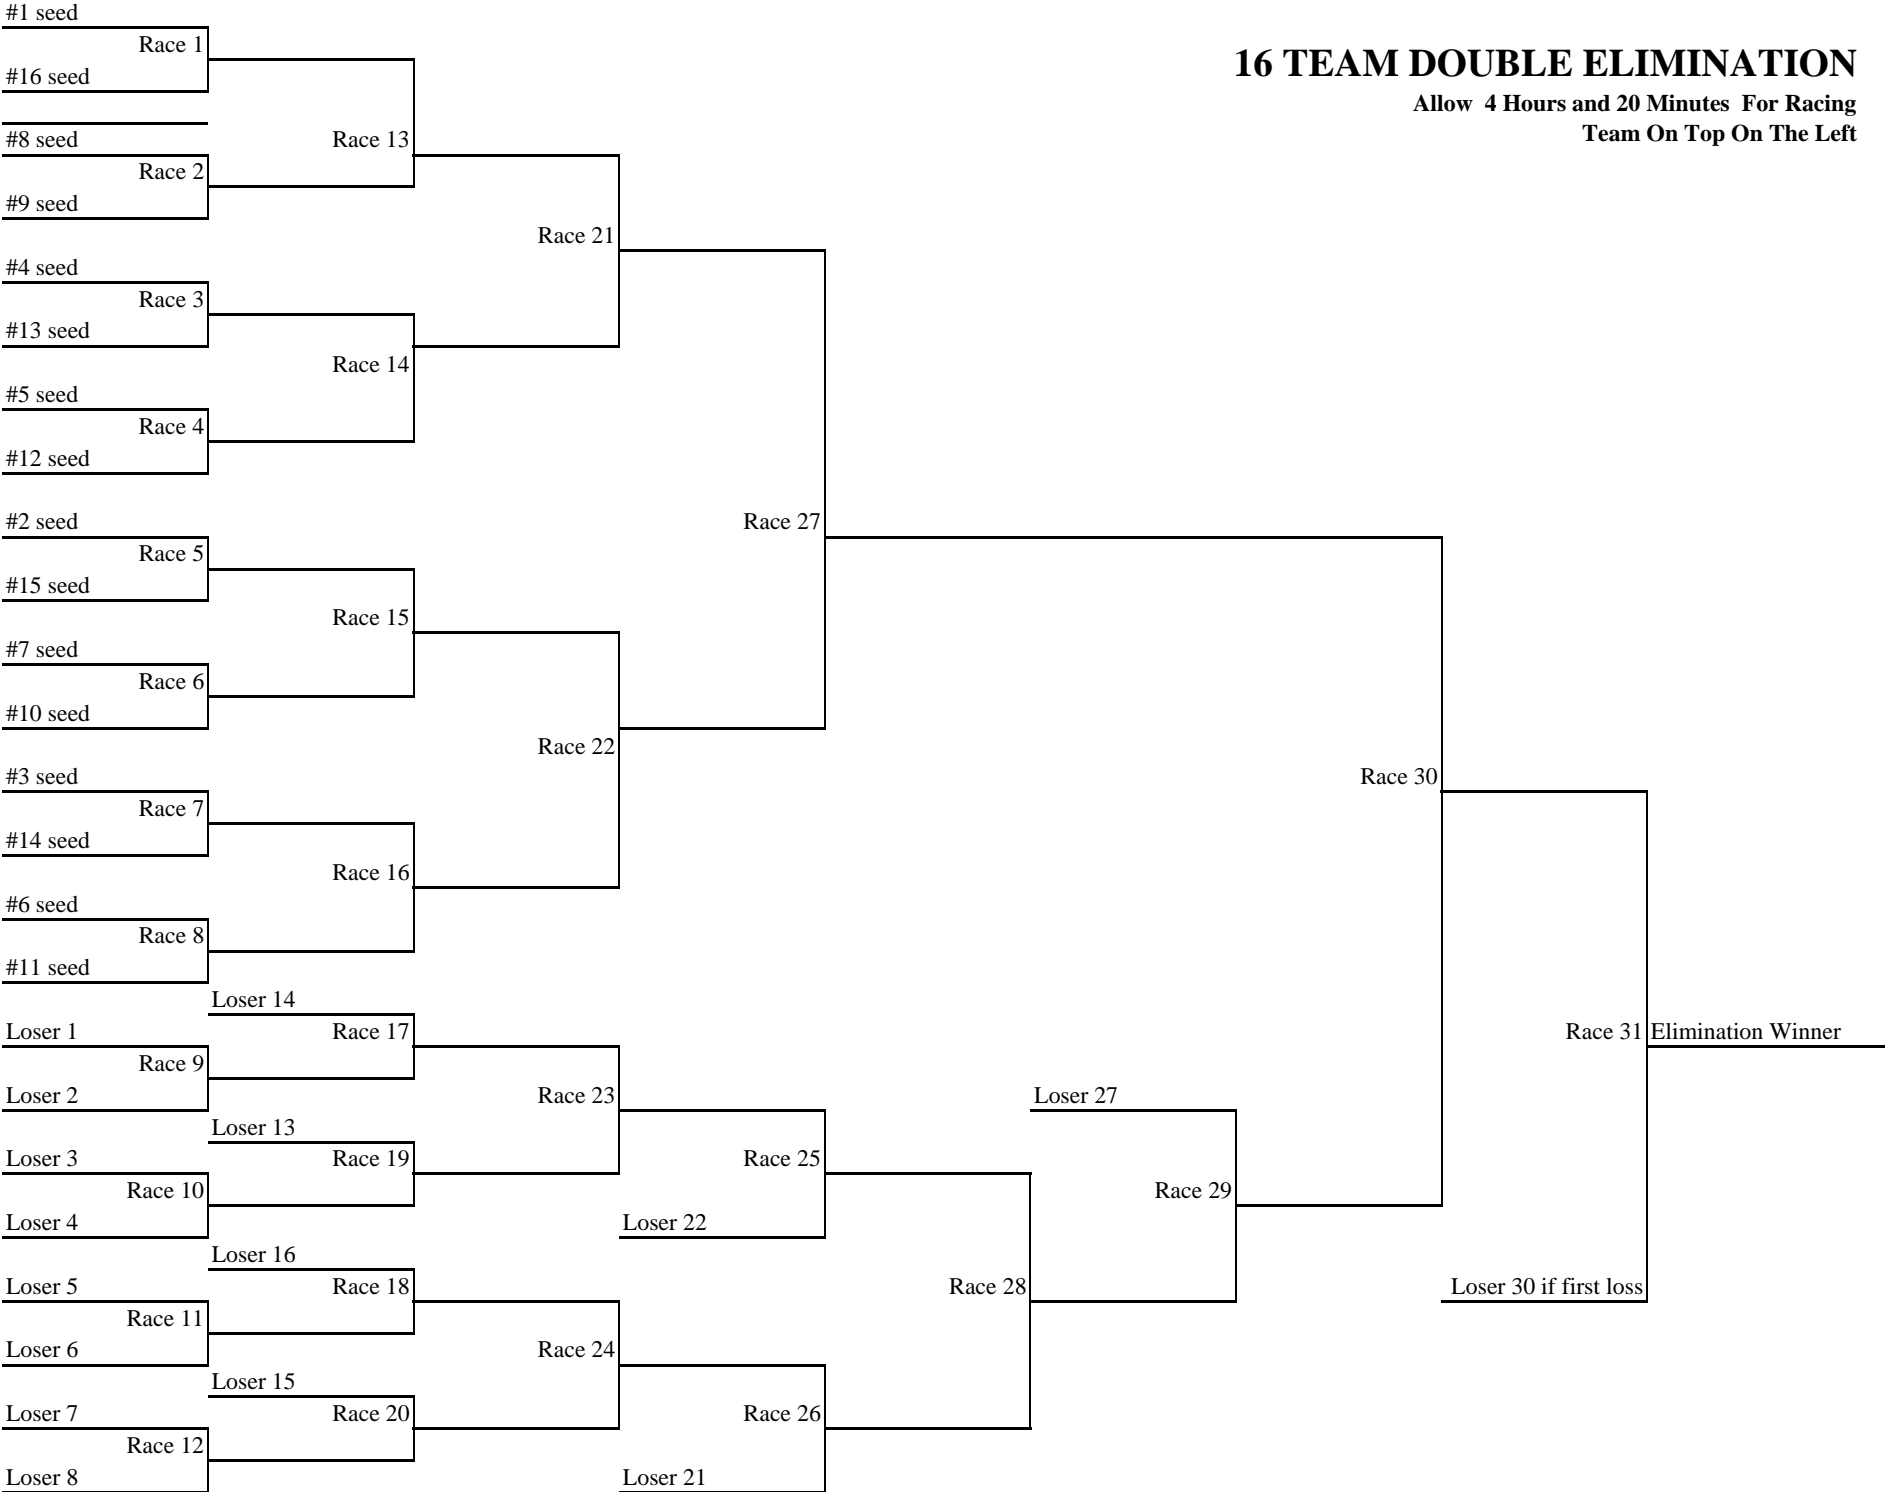 #1 seed
Race 1
16 TEAM DOUBLE ELIMINATION
#16 seed
Allow 4 Hours and 20 Minutes For Racing
#8 seed
Race 13
Team On Top On The Left
Race 2
#9 seed
Race 21
#4 seed
Race 3
#13 seed
Race 14
#5 seed
Race 4
#12 seed
#2 seed
Race 27
Race 5
#15 seed
Race 15
#7 seed
Race 6
#10 seed
Race 22
#3 seed
Race 30
Race 7
#14 seed
Race 16
#6 seed
Race 8
#11 seed
Loser 14
Loser 1
Race 17
Race 31
Elimination Winner
Race 9
Loser 2
Race 23
Loser 27
Loser 13
Loser 3
Race 19
Race 25
Race 10
Race 29
Loser 4
Loser 22
Loser 16
Loser 5
Race 18
Race 28
Loser 30 if first loss
Race 11
Loser 6
Race 24
Loser 15
Loser 7
Race 20
Race 26
Race 12
Loser 8
Loser 21